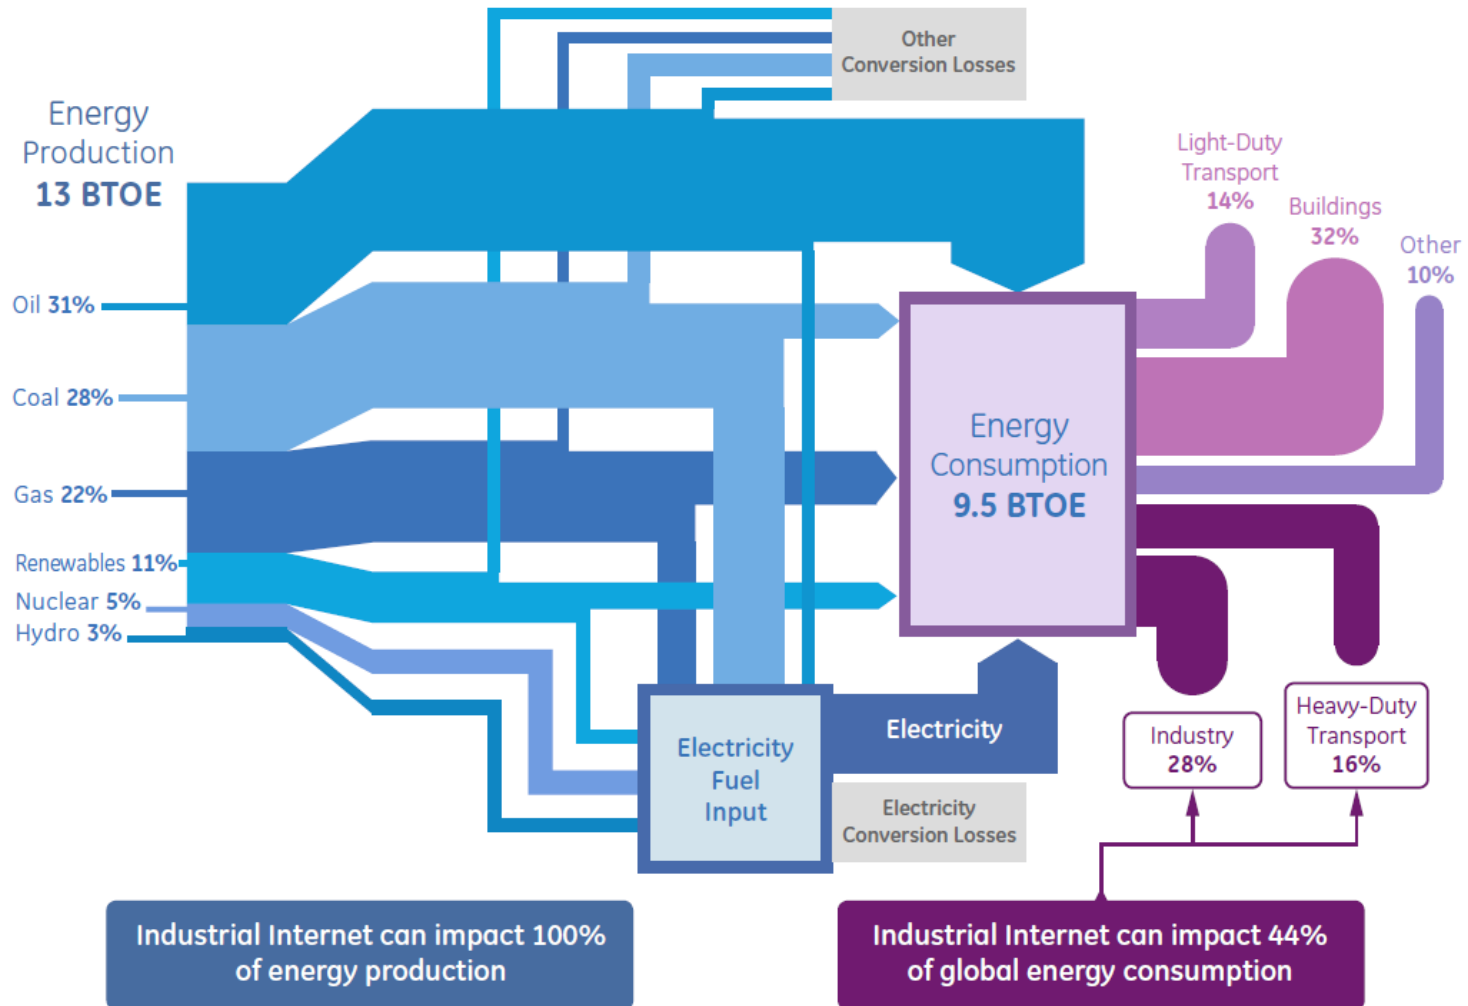 Energy
Production
13 BTOE
Oil 31%
Coal 28%
Gas 22%
Renewables 11%
Nuclear 5%
Hydro 3%
Other
Conversion Losses
Electricity
Fuel
Input
Electricity
Electricity
Conversion Losses
Energy
Consumption
9.5 BTOE
Light-Duty
Transport
14%
Buildings
32%
Other
10%
Industry
28%
Heavy-Duty
Transport
16%
Industrial Internet can impact 100%
of energy production
Industrial Internet can impact 44%
of global energy consumption